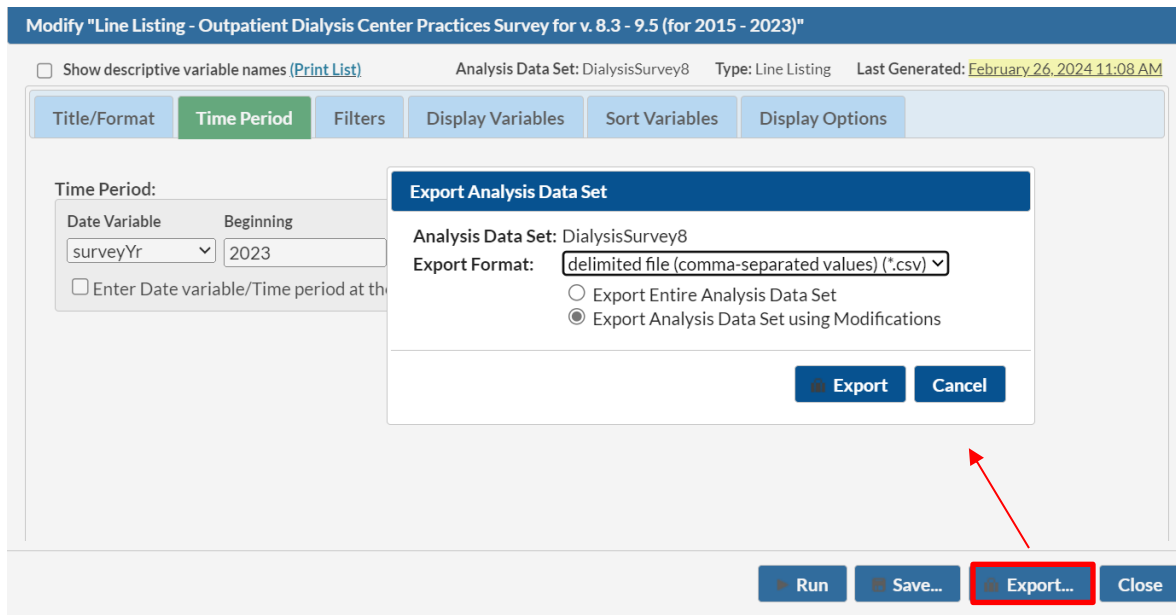 Modify "Line Listing - Outpatient Dialysis Center Practices Survey for v. 8.3 - 9.5 (for 2015 - 2023)"
Show descriptive variable names (Print List) Analysis Data Set: DialysisSurvey8 Type: Line Listing Last Generated: February 26, 2024 11:08 AM
Title/Format Time Period Filters Display Variables Sort Variables Display Options
Time Period:
Date Variable Beginning
surveyYr 2023
Enter Date variable/Time period at the
Export Analysis Data Set
Analysis Data Set: DialysisSurvey8
Export Format: delimited file (comma-separated values) (*.csv)
Export Entire Analysis Data Set
Export Analysis Data Set using Modifications
Export Cancel
Run Save... Export... Close